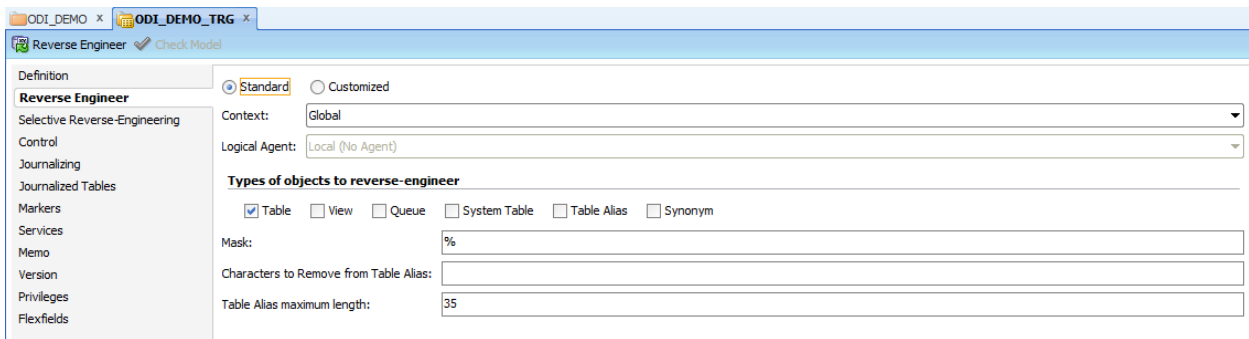 ODI_DEMO x ODI_DEMO_TRG x
Reverse Engineer Check Model
Definition
Reverse Engineer
Selective Reverse-Engineering
Control
Journalizing
Journalized Tables
Markers
Services
Memo
Version
Privileges
Flexfields
Standard Customized
Context: Global
Logical Agent: Local (No Agent)
Types of objects to reverse-engineer
Table View Queue System Table Table Alias Synonym
Mask: %
Characters to Remove from Table Alias:
Table Alias maximum length: 35